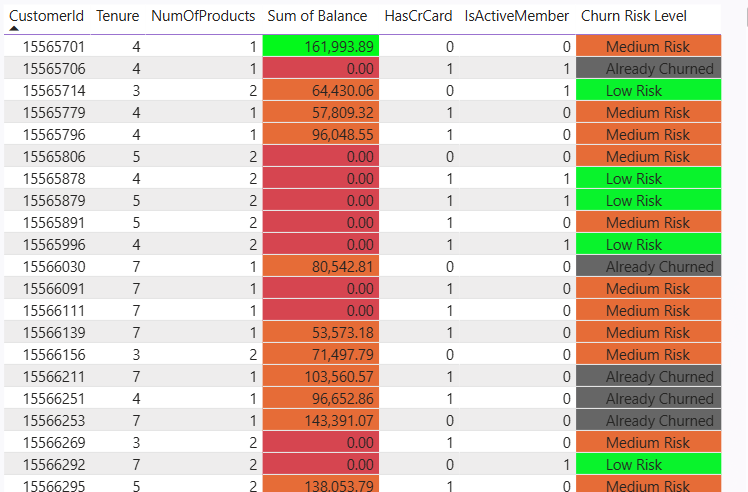 CustomerId Tenure NumOfProducts Sum of Balance HasCrCard IsActiveMember Churn Risk Level
15565701 4 1 161,993.89 0 0 Medium Risk
15565706 4 1 0.00 1 1 Already Churned
15565714 3 2 64,430.06 0 1 Low Risk
15565779 4 1 57,809.32 1 0 Medium Risk
15565796 4 1 96,048.55 1 0 Medium Risk
15565806 5 2 0.00 0 0 Medium Risk
15565878 4 2 0.00 1 1 Low Risk
15565879 5 2 0.00 1 1 Low Risk
15565891 5 2 0.00 1 0 Medium Risk
15565996 4 2 0.00 1 1 Low Risk
15566030 7 1 80,542.81 0 0 Already Churned
15566091 7 1 0.00 1 0 Medium Risk
15566111 7 1 0.00 1 0 Medium Risk
15566139 7 1 53,573.18 1 0 Medium Risk
15566156 3 2 71,497.79 0 0 Medium Risk
15566211 7 1 103,560.57 1 0 Already Churned
15566251 4 1 96,652.86 1 0 Already Churned
15566253 7 1 143,391.07 0 0 Already Churned
15566269 3 2 0.00 1 0 Medium Risk
15566292 7 2 0.00 0 1 Low Risk
15566295 5 2 138,053.79 1 0 Medium Risk